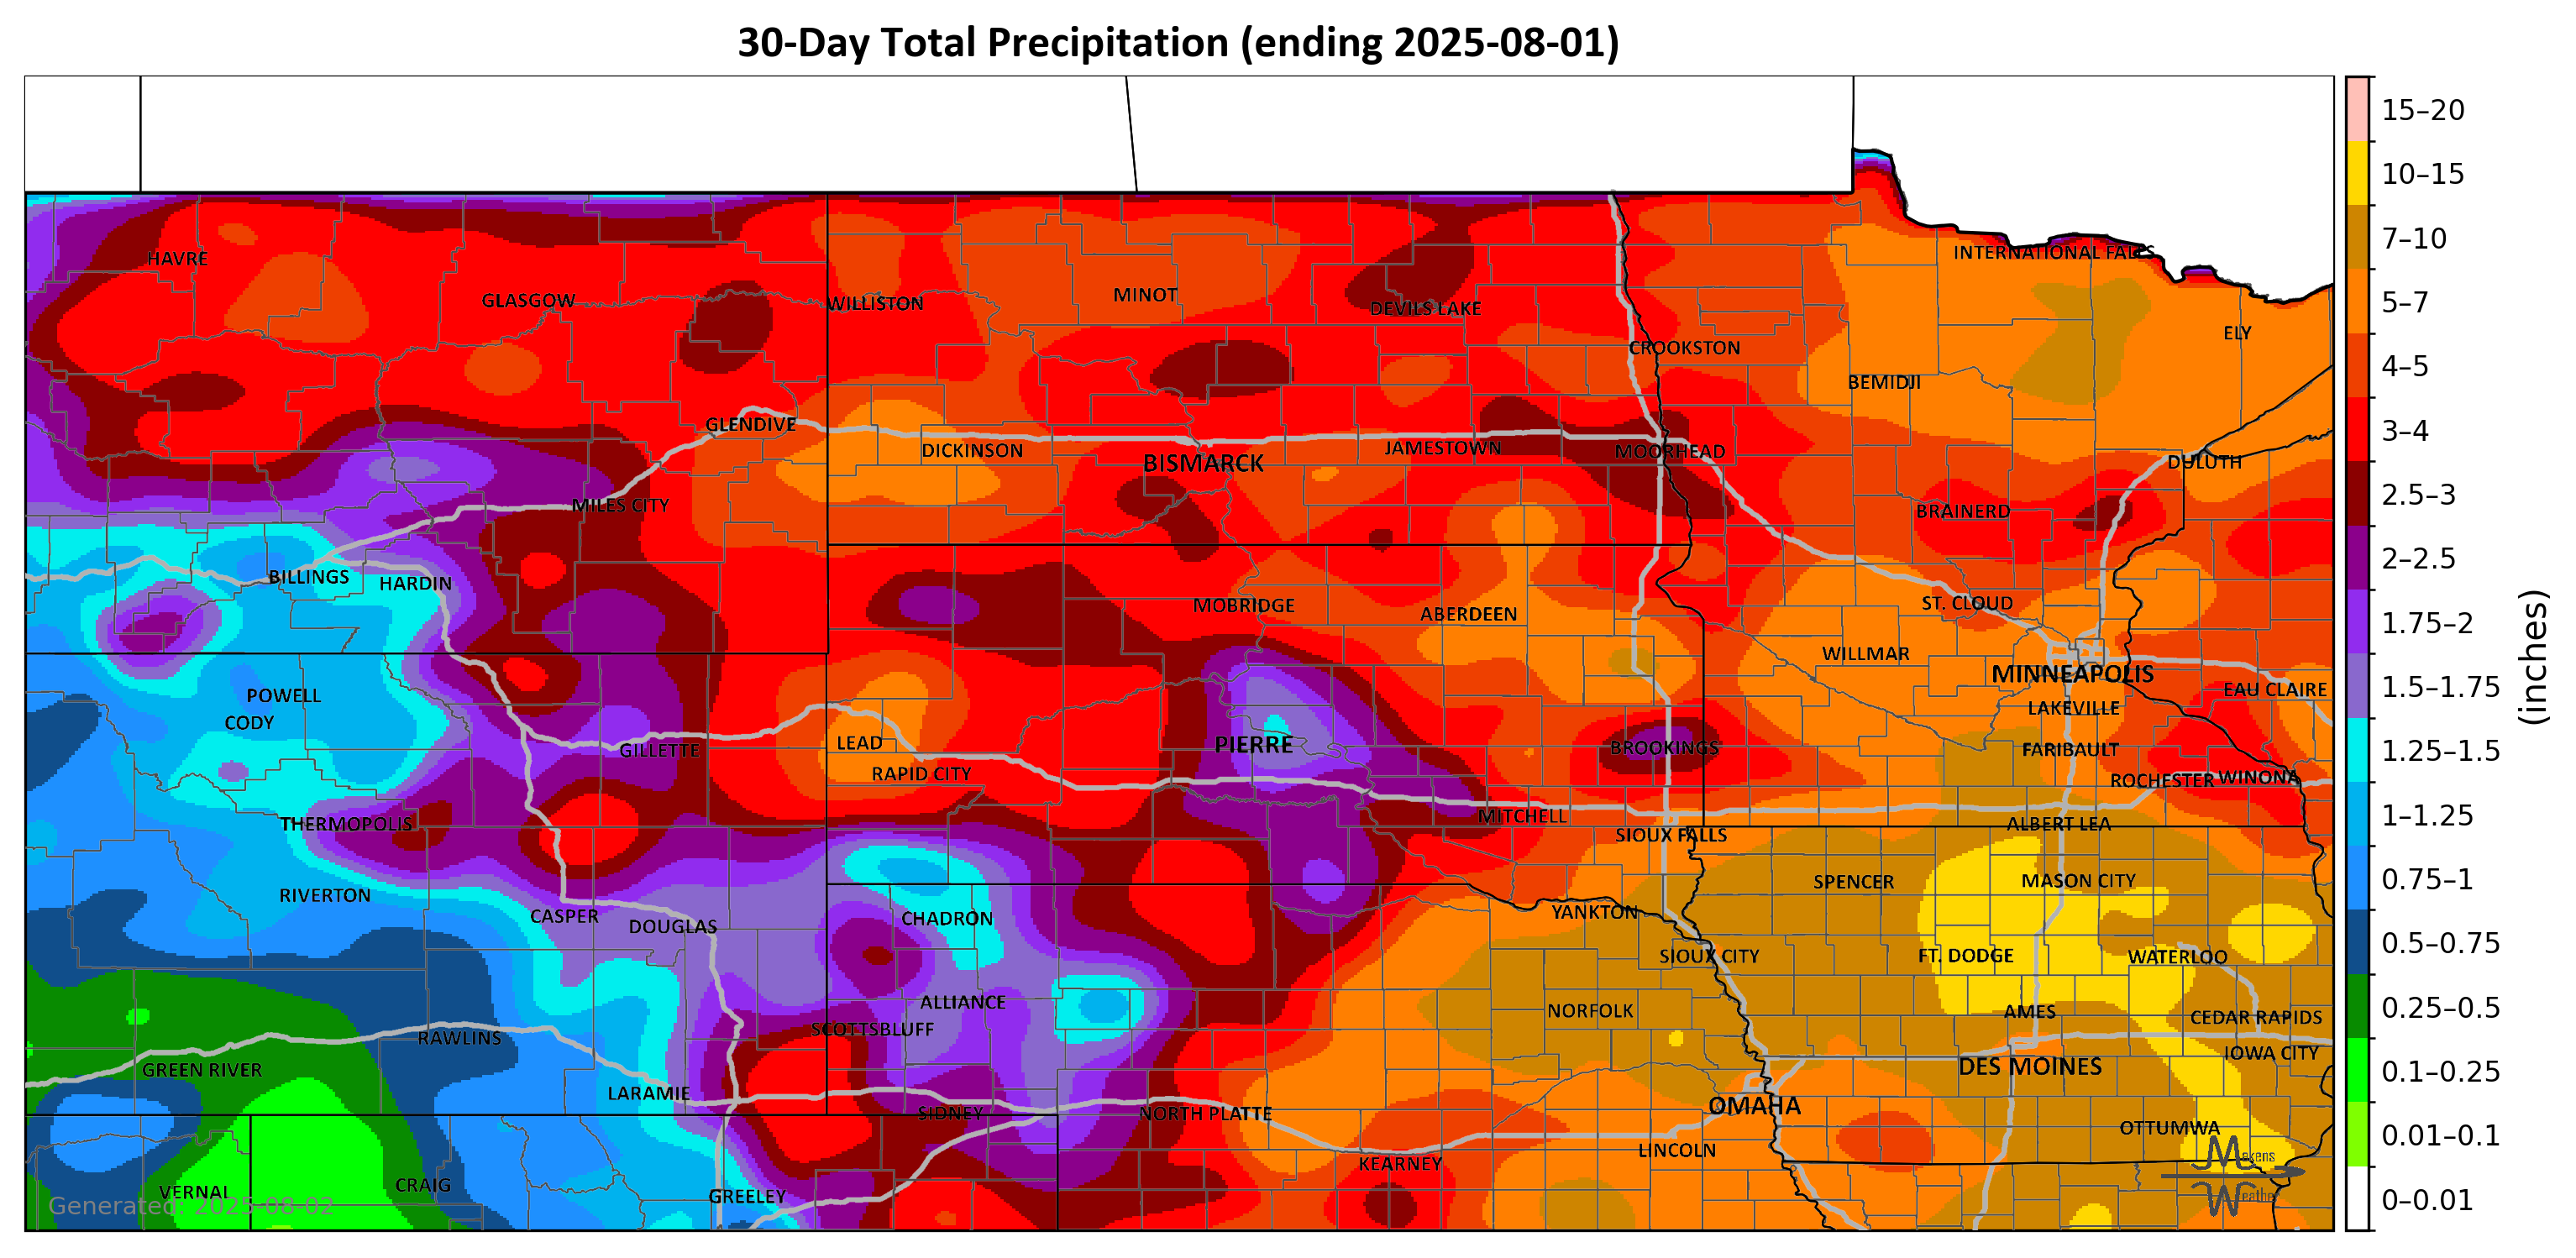 30-Day Total Precipitation (ending 2025-08-01)
15–20
10–15
7–10
5–7
4–5
3–4
2.5–3
2–2.5
1.75–2
1.5–1.75
1.25–1.5
1–1.25
0.75–1
0.5–0.75
0.25–0.5
0.1–0.25
0.01–0.1
0–0.01
(inches)
INTERNATIONAL FALLS
HAVRE
MINOT
GLASGOW
WILLISTON
DEVILS LAKE
ELY
CROOKSTON
BEMIDJI
GLENDIVE
DICKINSON
JAMESTOWN
MOORHEAD
BISMARCK
DULUTH
MILES CITY
BRAINERD
BILLINGS
HARDIN
MOBRIDGE
ST. CLOUD
ABERDEEN
WILLMAR
MINNEAPOLIS
POWELL
EAU CLAIRE
LAKEVILLE
CODY
LEAD
PIERRE
BROOKINGS
GILLETTE
FARIBAULT
RAPID CITY
ROCHESTER
WINONA
MITCHELL
THERMOPOLIS
ALBERT LEA
SIOUX FALLS
SPENCER
MASON CITY
RIVERTON
YANKTON
CASPER
CHADRON
DOUGLAS
SIOUX CITY
FT. DODGE
WATERLOO
ALLIANCE
NORFOLK
AMES
CEDAR RAPIDS
SCOTTSBLUFF
RAWLINS
IOWA CITY
GREEN RIVER
DES MOINES
LARAMIE
OMAHA
SIDNEY
NORTH PLATTE
OTTUMWA
LINCOLN
KEARNEY
Makens
Weather
CRAIG
VERNAL
GREELEY
Generated: 2025-08-02